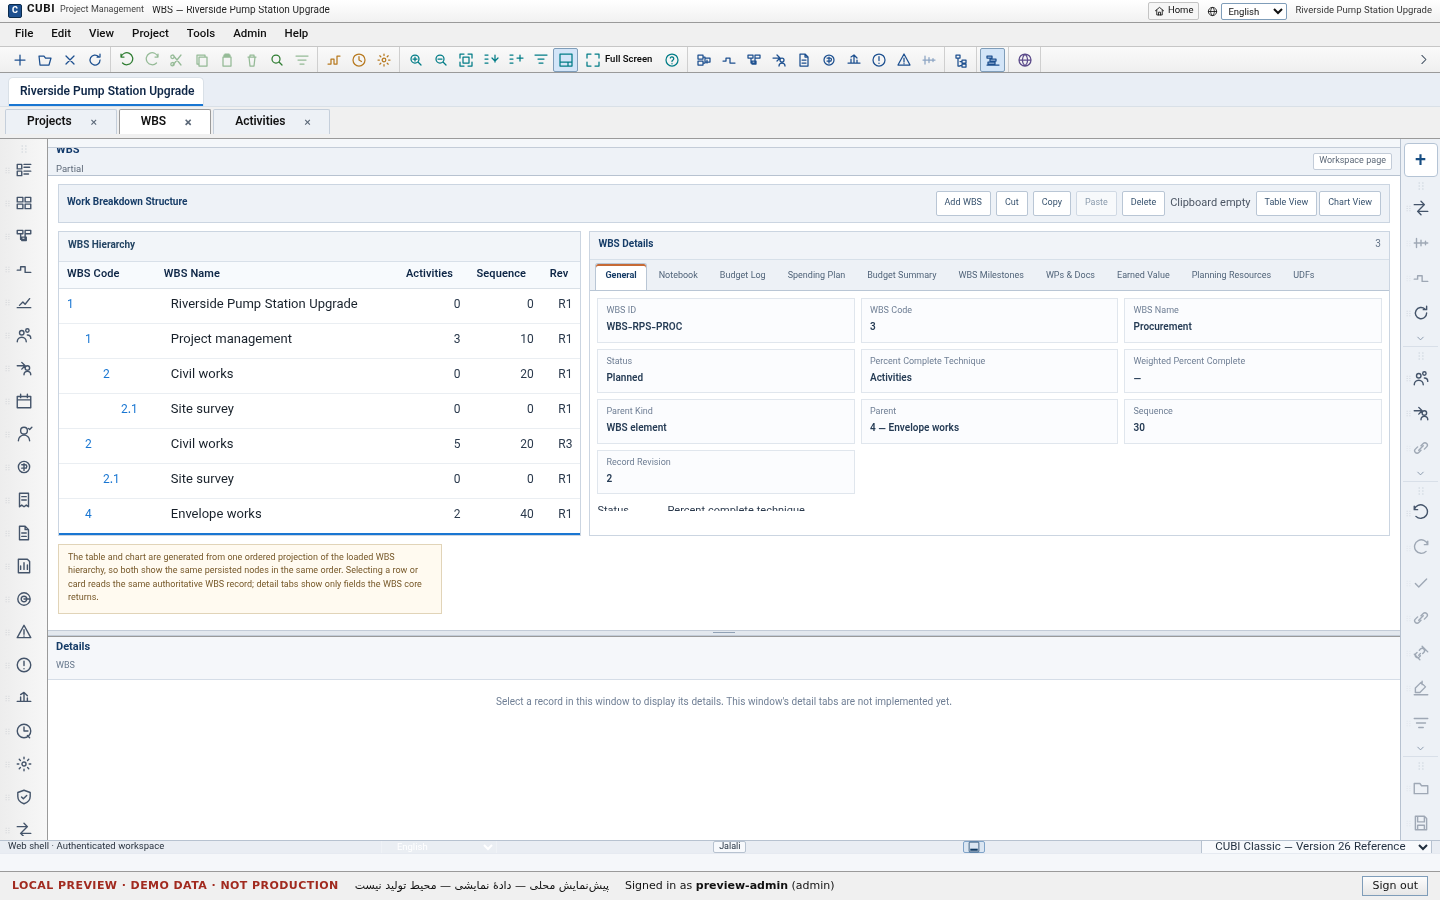 C CUBI Project Management WBS — Riverside Pump Station Upgrade Home English Riverside Pump Station Upgrade
File Edit View Project Tools Admin Help
Full Screen
Riverside Pump Station Upgrade
Projects × WBS × Activities ×
WBS
Partial
Workspace page
Work Breakdown Structure Add WBS Cut Copy Paste Delete Clipboard empty Table View Chart View
WBS Hierarchy
WBS Code WBS Name Activities Sequence Rev
1 Riverside Pump Station Upgrade 0 0 R1
1 Project management 3 10 R1
2 Civil works 0 20 R1
2.1 Site survey 0 0 R1
2 Civil works 5 20 R3
2.1 Site survey 0 0 R1
4 Envelope works 2 40 R1
WBS Details 3
General Notebook Budget Log Spending Plan Budget Summary WBS Milestones WPs & Docs Earned Value Planning Resources UDFs
WBS ID WBS Code WBS Name
WBS-RPS-PROC 3 Procurement
Status Percent Complete Technique Weighted Percent Complete
Planned Activities —
Parent Kind Parent Sequence
WBS element 4 — Envelope works 30
Record Revision
2
Status Percent complete technique
The table and chart are generated from one ordered projection of the loaded WBS
hierarchy, so both show the same persisted nodes in the same order. Selecting a row or
card reads the same authoritative WBS record; detail tabs show only fields the WBS core
returns.
Details
WBS
Select a record in this window to display its details. This window's detail tabs are not implemented yet.
Web shell · Authenticated workspace English Jalali CUBI Classic — Version 26 Reference
LOCAL PREVIEW · DEMO DATA · NOT PRODUCTION پیش‌نمایش محلی — دادهٔ نمایشی — محیط تولید نیست Signed in as preview-admin (admin) Sign out